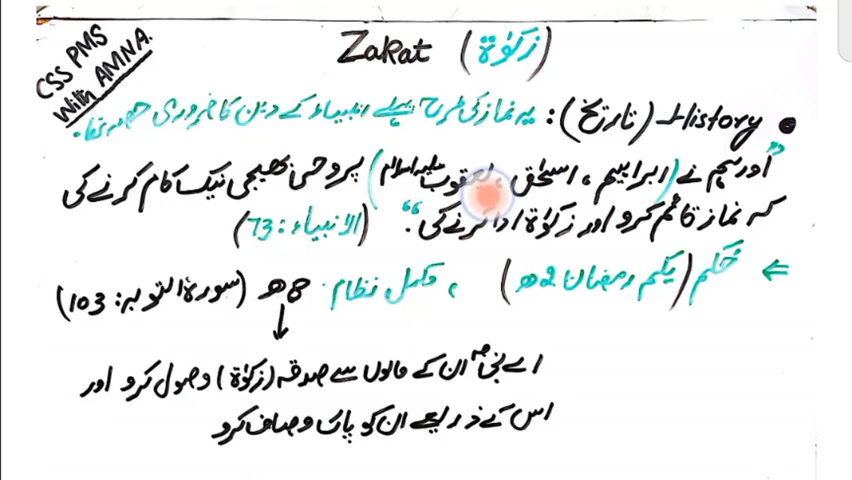 CSS PMS
With AMNA.
Zakat (زکوٰۃ)
History (تاریخ): یہ نماز کی طرح پہلے انبیاء کے دین کا ضروری حصہ تھا۔
"اور ہم نے (ابراہیم، اسحٰق، یعقوب علیہ السلام) پر وحی بھیجی نیک کام کرنے کی
کہ نماز قائم کرو اور زکوٰۃ ادا کرنے کی۔" (الانبیاء: 73)
⇐ حُکم (یکم رمضان 2ھ) ، مکمل نظام 8ھ (سورۃ التوبہ: 103)
اے نبیؐ ان کے مالوں سے صدقہ (زکوٰۃ) وصول کرو اور
اس کے ذریعے ان کو پاک و صاف کرو